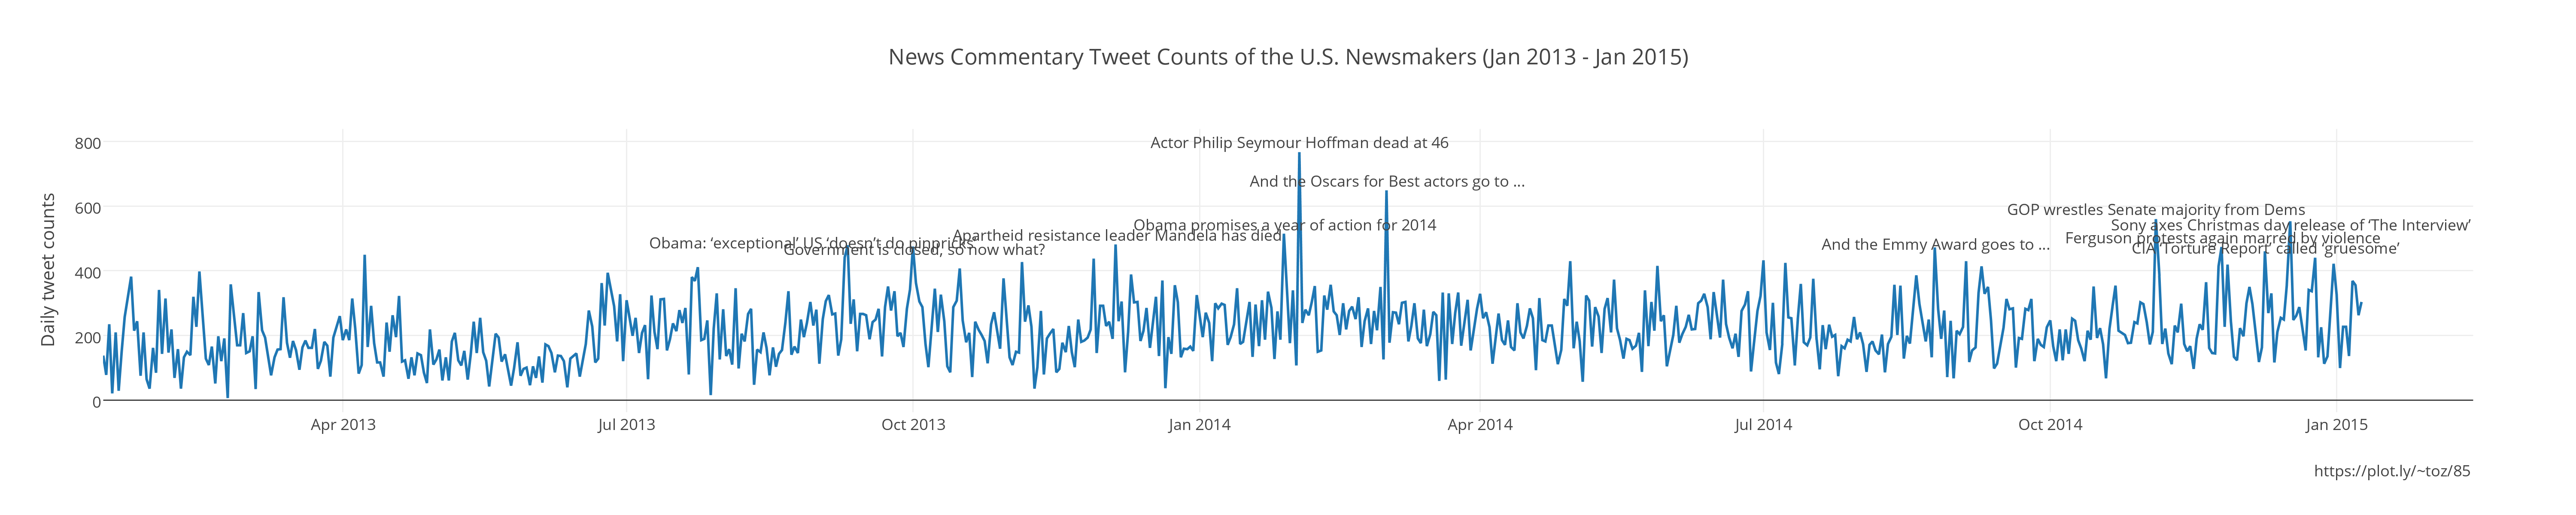 News Commentary Tweet Counts of the U.S. Newsmakers (Jan 2013 - Jan 2015)
Daily tweet counts
800
600
400
200
0
Actor Philip Seymour Hoffman dead at 46
And the Oscars for Best actors go to ...
Obama promises a year of action for 2014
Apartheid resistance leader Mandela has died
Obama: ‘exceptional’ US ‘doesn’t do pinpricks’
Government is closed, so now what?
GOP wrestles Senate majority from Dems
Sony axes Christmas day release of ‘The Interview’
Ferguson protests again marred by violence
And the Emmy Award goes to ...
CIA ‘Torture Report’ called ‘gruesome’
Apr 2013
Jul 2013
Oct 2013
Jan 2014
Apr 2014
Jul 2014
Oct 2014
Jan 2015
https://plot.ly/~toz/85